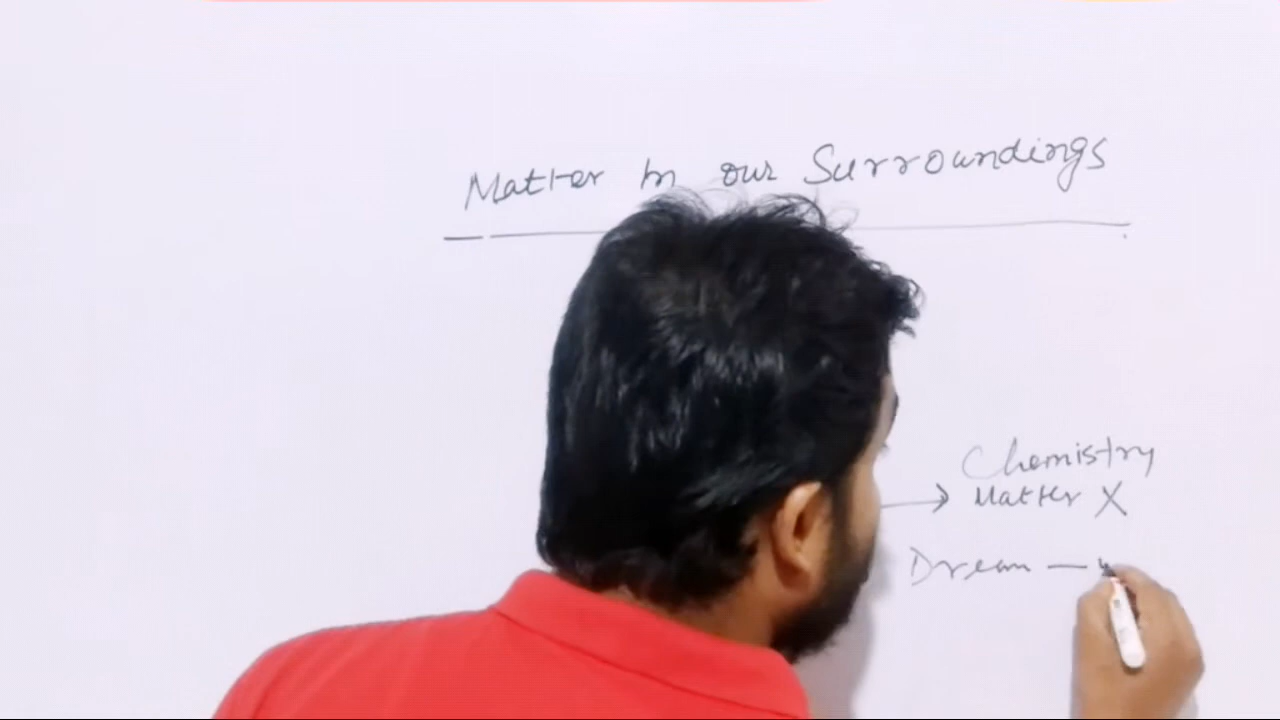 Matter In our Surroundings
Chemistry
→ Matter X
Dream —